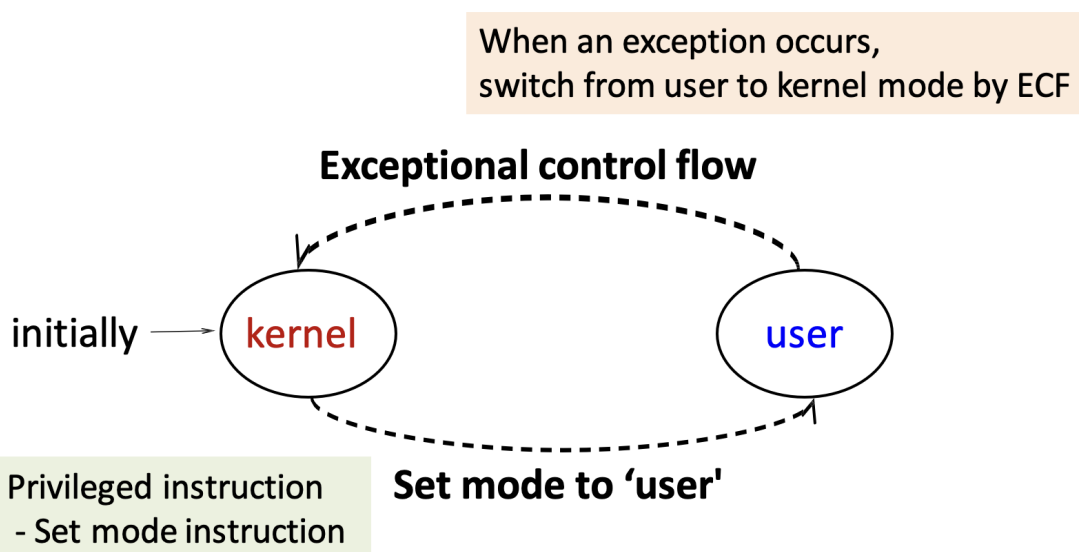 When an exception occurs,
switch from user to kernel mode by ECF
Exceptional control flow
initially
kernel
user
Set mode to ‘user'
Privileged instruction
- Set mode instruction